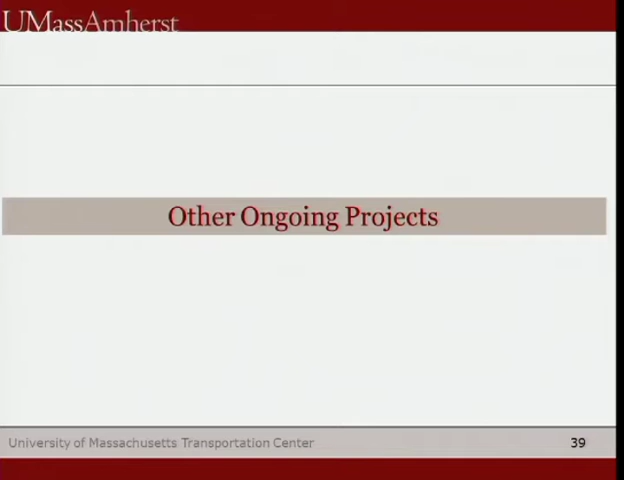 UMassAmherst
Other Ongoing Projects
University of Massachusetts Transportation Center 39